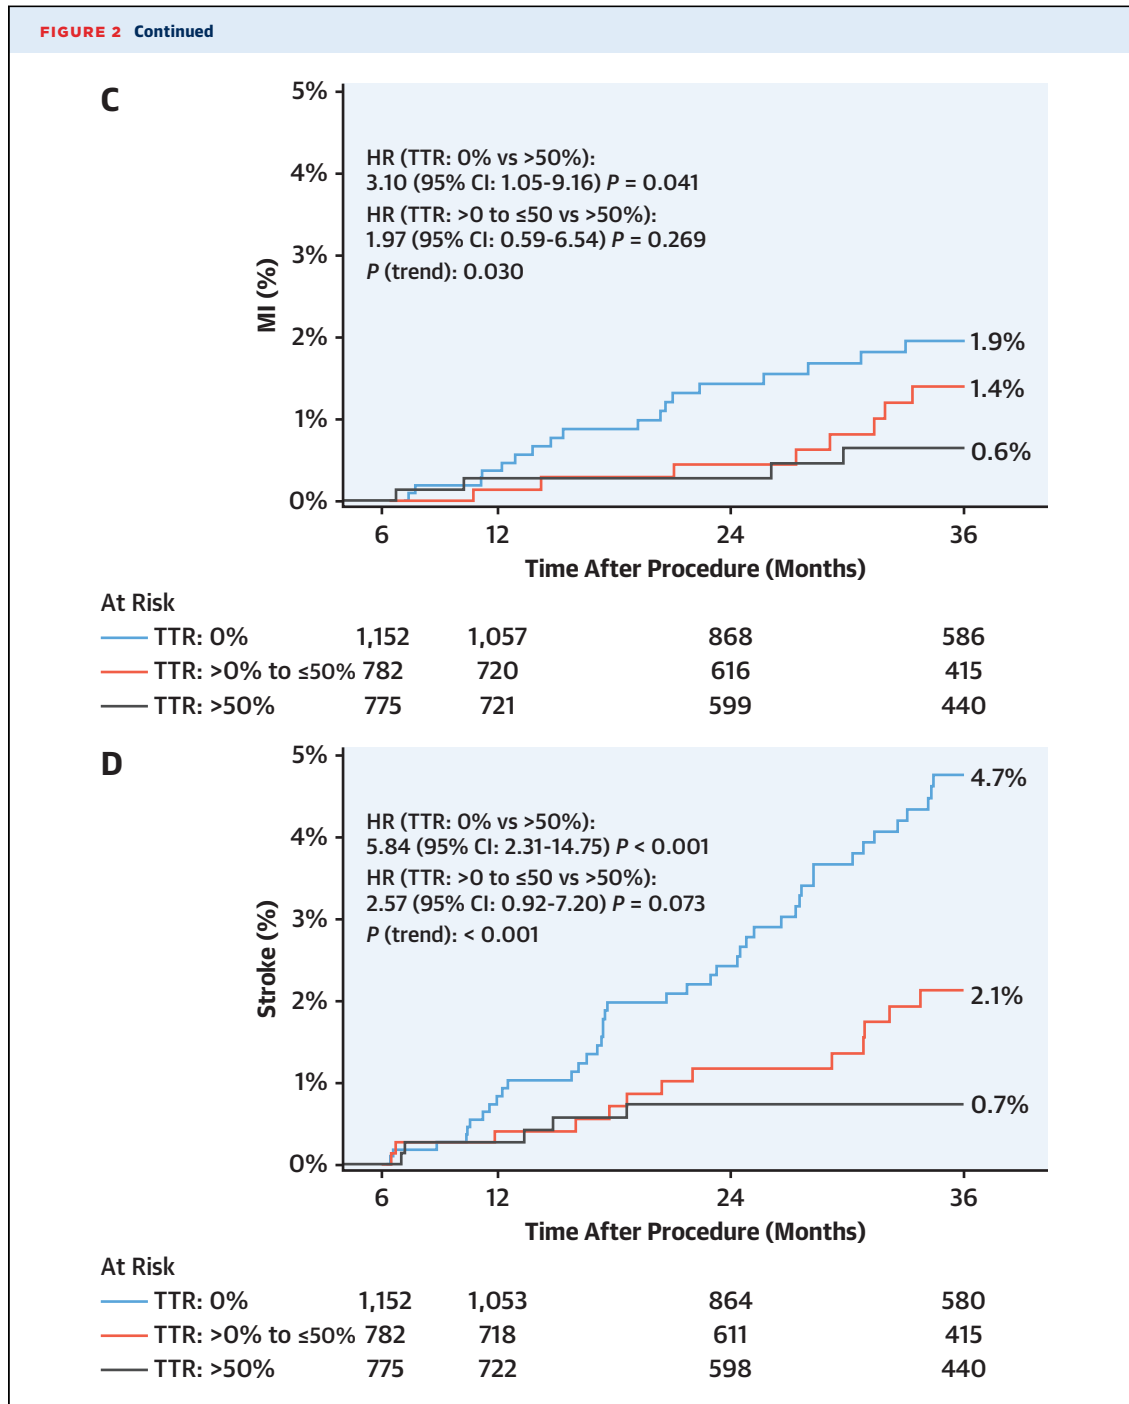 FIGURE 2 Continued
C
5%
4%
3%
2%
1%
0%
MI (%)
HR (TTR: 0% vs >50%):
3.10 (95% CI: 1.05-9.16) P = 0.041
HR (TTR: >0 to ≤50 vs >50%):
1.97 (95% CI: 0.59-6.54) P = 0.269
P (trend): 0.030
1.9%
1.4%
0.6%
6 12 24 36
Time After Procedure (Months)
At Risk
TTR: 0% 1,152 1,057 868 586
TTR: >0% to ≤50% 782 720 616 415
TTR: >50% 775 721 599 440
D
5%
4%
3%
2%
1%
0%
Stroke (%)
HR (TTR: 0% vs >50%):
5.84 (95% CI: 2.31-14.75) P < 0.001
HR (TTR: >0 to ≤50 vs >50%):
2.57 (95% CI: 0.92-7.20) P = 0.073
P (trend): < 0.001
4.7%
2.1%
0.7%
6 12 24 36
Time After Procedure (Months)
At Risk
TTR: 0% 1,152 1,053 864 580
TTR: >0% to ≤50% 782 718 611 415
TTR: >50% 775 722 598 440